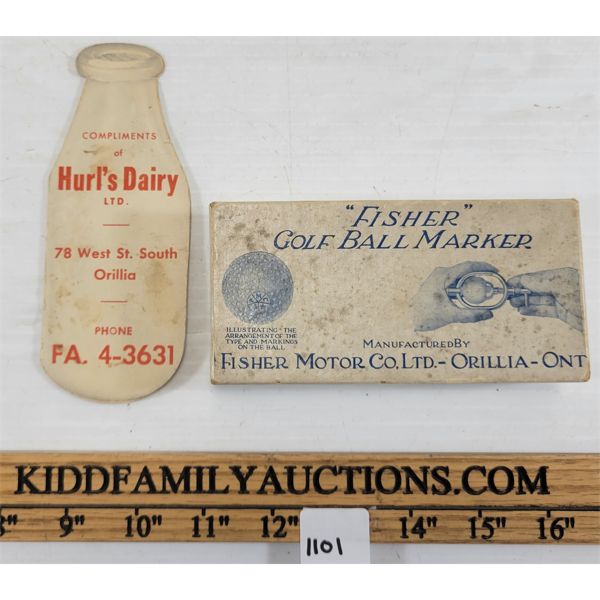 COMPLIMENTS
of
Hurl's Dairy
LTD.
78 West St. South
Orillia
PHONE
FA. 4-3631
"FISHER"
GOLF BALL MARKER
ILLUSTRATING THE
ARRANGEMENT OF THE
TYPE AND MARKINGS
ON THE BALL
MANUFACTURED BY
FISHER MOTOR CO. LTD. - ORILLIA - ONT
KIDDFAMILYAUCTIONS.COM
8" 9" 10" 11" 12" 14" 15" 16"
1101